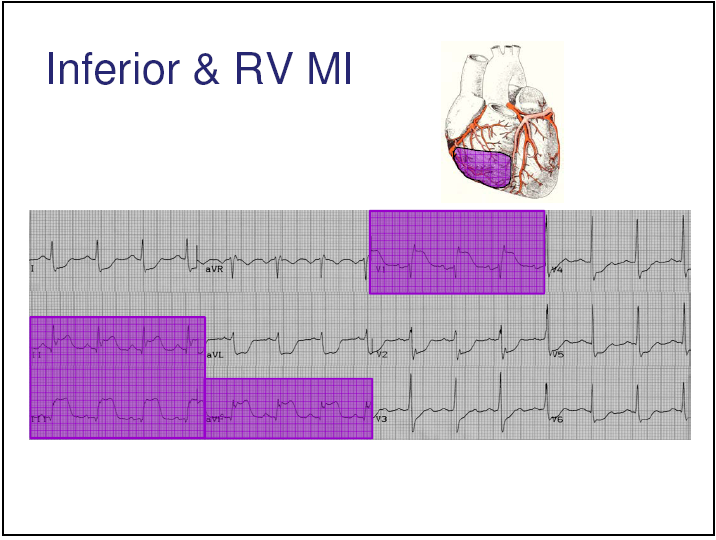 Inferior & RV MI
I
aVR
V1
V4
II
aVL
V2
V5
III
aVF
V3
V6